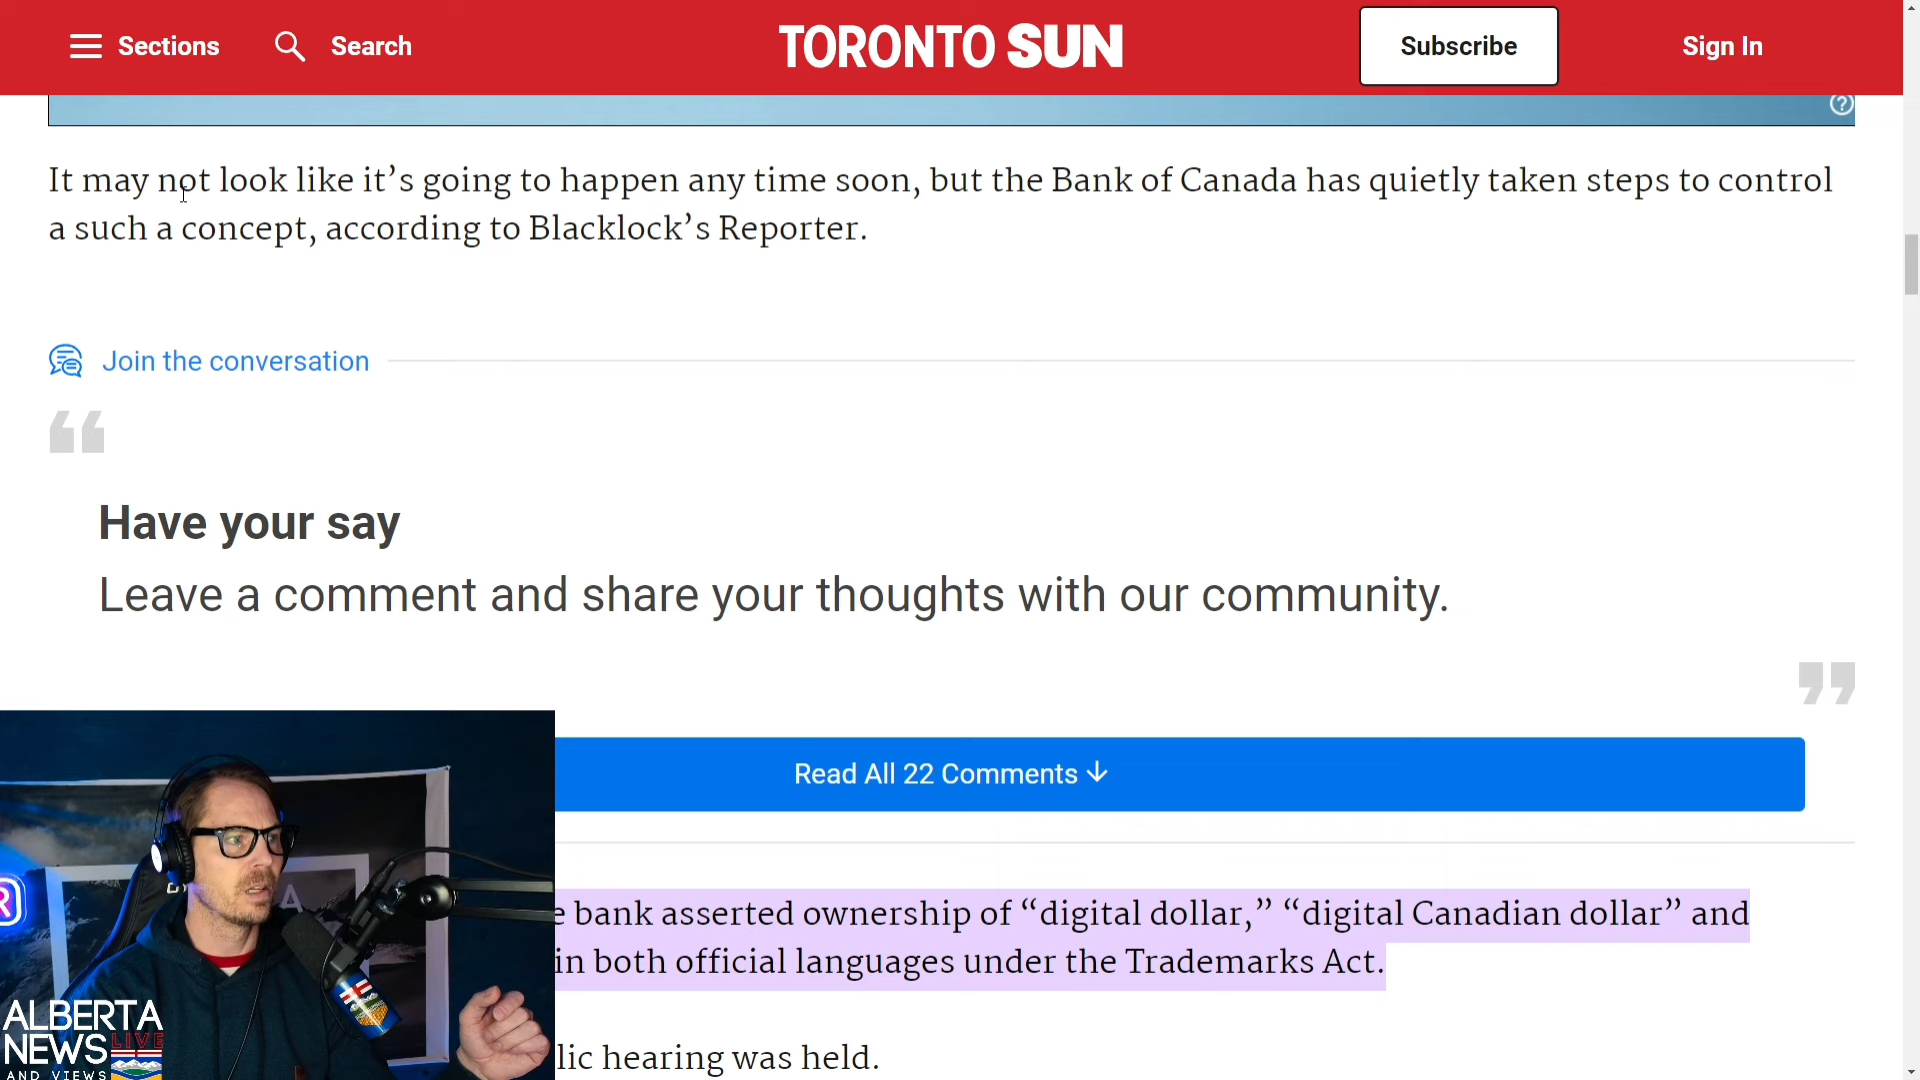 Sections
Search
TORONTO SUN
Subscribe
Sign In
It may not look like it’s going to happen any time soon, but the Bank of Canada has quietly taken steps to control
a such a concept, according to Blacklock’s Reporter.
Join the conversation
“
Have your say
Leave a comment and share your thoughts with our community.
”
Read All 22 Comments ↓
bank asserted ownership of “digital dollar,” “digital Canadian dollar” and
in both official languages under the Trademarks Act.
hearing was held.
ALBERTA
NEWS LIVE
AND VIEWS